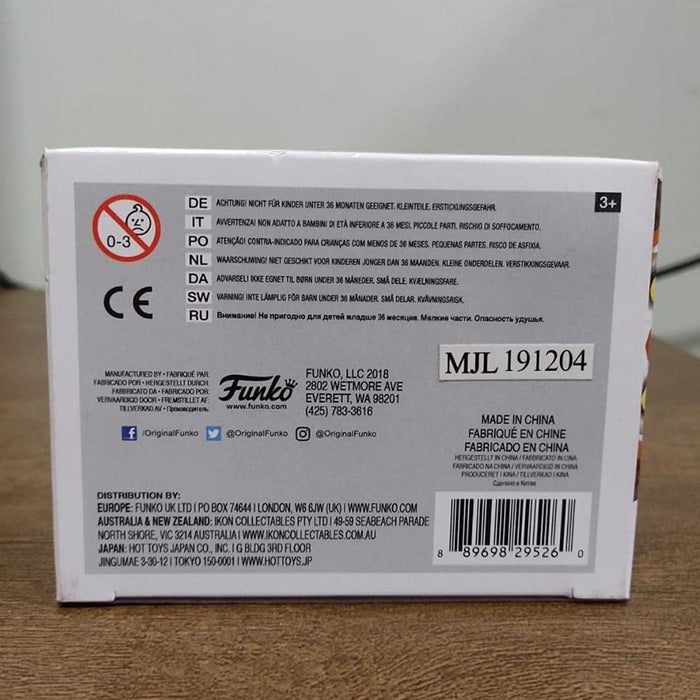 0-3
DE ACHTUNG! NICHT FÜR KINDER UNTER 36 MONATEN GEEIGNET. KLEINTEILE. ERSTICKUNGSGEFAHR.
3+
IT AVVERTENZA! NON ADATTO A BAMBINI DI ETÀ INFERIORE A 36 MESI. PICCOLE PARTI. RISCHIO DI SOFFOCAMENTO.
PO ATENÇÃO! CONTRA-INDICADO PARA CRIANÇAS COM MENOS DE 36 MESES. PEQUENAS PARTES. RISCO DE ASFIXIA.
NL WAARSCHUWING! NIET GESCHIKT VOOR KINDEREN JONGER DAN 36 MAANDEN. KLEINE ONDERDELEN. VERSTIKKINGSGEVAAR.
DA ADVARSEL! IKKE EGNET TIL BØRN UNDER 36 MÅNEDER. SMÅ DELE. KVÆLNINGSFARE.
SW VARNING! INTE LÄMPLIG FÖR BARN UNDER 36 MÅNADER. SMÅ DELAR. KVÄVNINGSRISK.
RU Внимание! Не пригодно для детей младше 36 месяцев. Мелкие части. Опасность удушья.
CE
MANUFACTURED BY • FABRIQUÉ PAR
FABRICADO POR • HERGESTELLT DURCH
FABBRICATO DA • FABRICADO POR
VERVAARDIGD DOOR • FREMSTILLET AF
TILLVERKAD AV • Производитель
Funko
www.funko.com
FUNKO, LLC 2018
2802 WETMORE AVE
EVERETT, WA 98201
(425) 783-3616
MJL 191204
/OriginalFunko @OriginalFunko @OriginalFunko
MADE IN CHINA
FABRIQUÉ EN CHINE
FABRICADO EN CHINA
HERGESTELLT IN CHINA / FABBRICATO IN CINA
FABRICADO NA CHINA / VERVAARDIGD IN CHINA
PRODUCERET I KINA / TILLVERKAD I KINA
Сделано в Китае
DISTRIBUTION BY:
EUROPE: FUNKO UK LTD | PO BOX 74644 | LONDON, W6 6JW (UK) | WWW.FUNKO.COM
AUSTRALIA & NEW ZEALAND: IKON COLLECTABLES PTY LTD | 49-59 SEABEACH PARADE
NORTH SHORE, VIC 3214 AUSTRALIA | WWW.IKONCOLLECTABLES.COM.AU
JAPAN: HOT TOYS JAPAN CO., INC. | G BLDG 3RD FLOOR
JINGUMAE 3-30-12 | TOKYO 150-0001 | WWW.HOTTOYS.JP
8 89698 29526 0